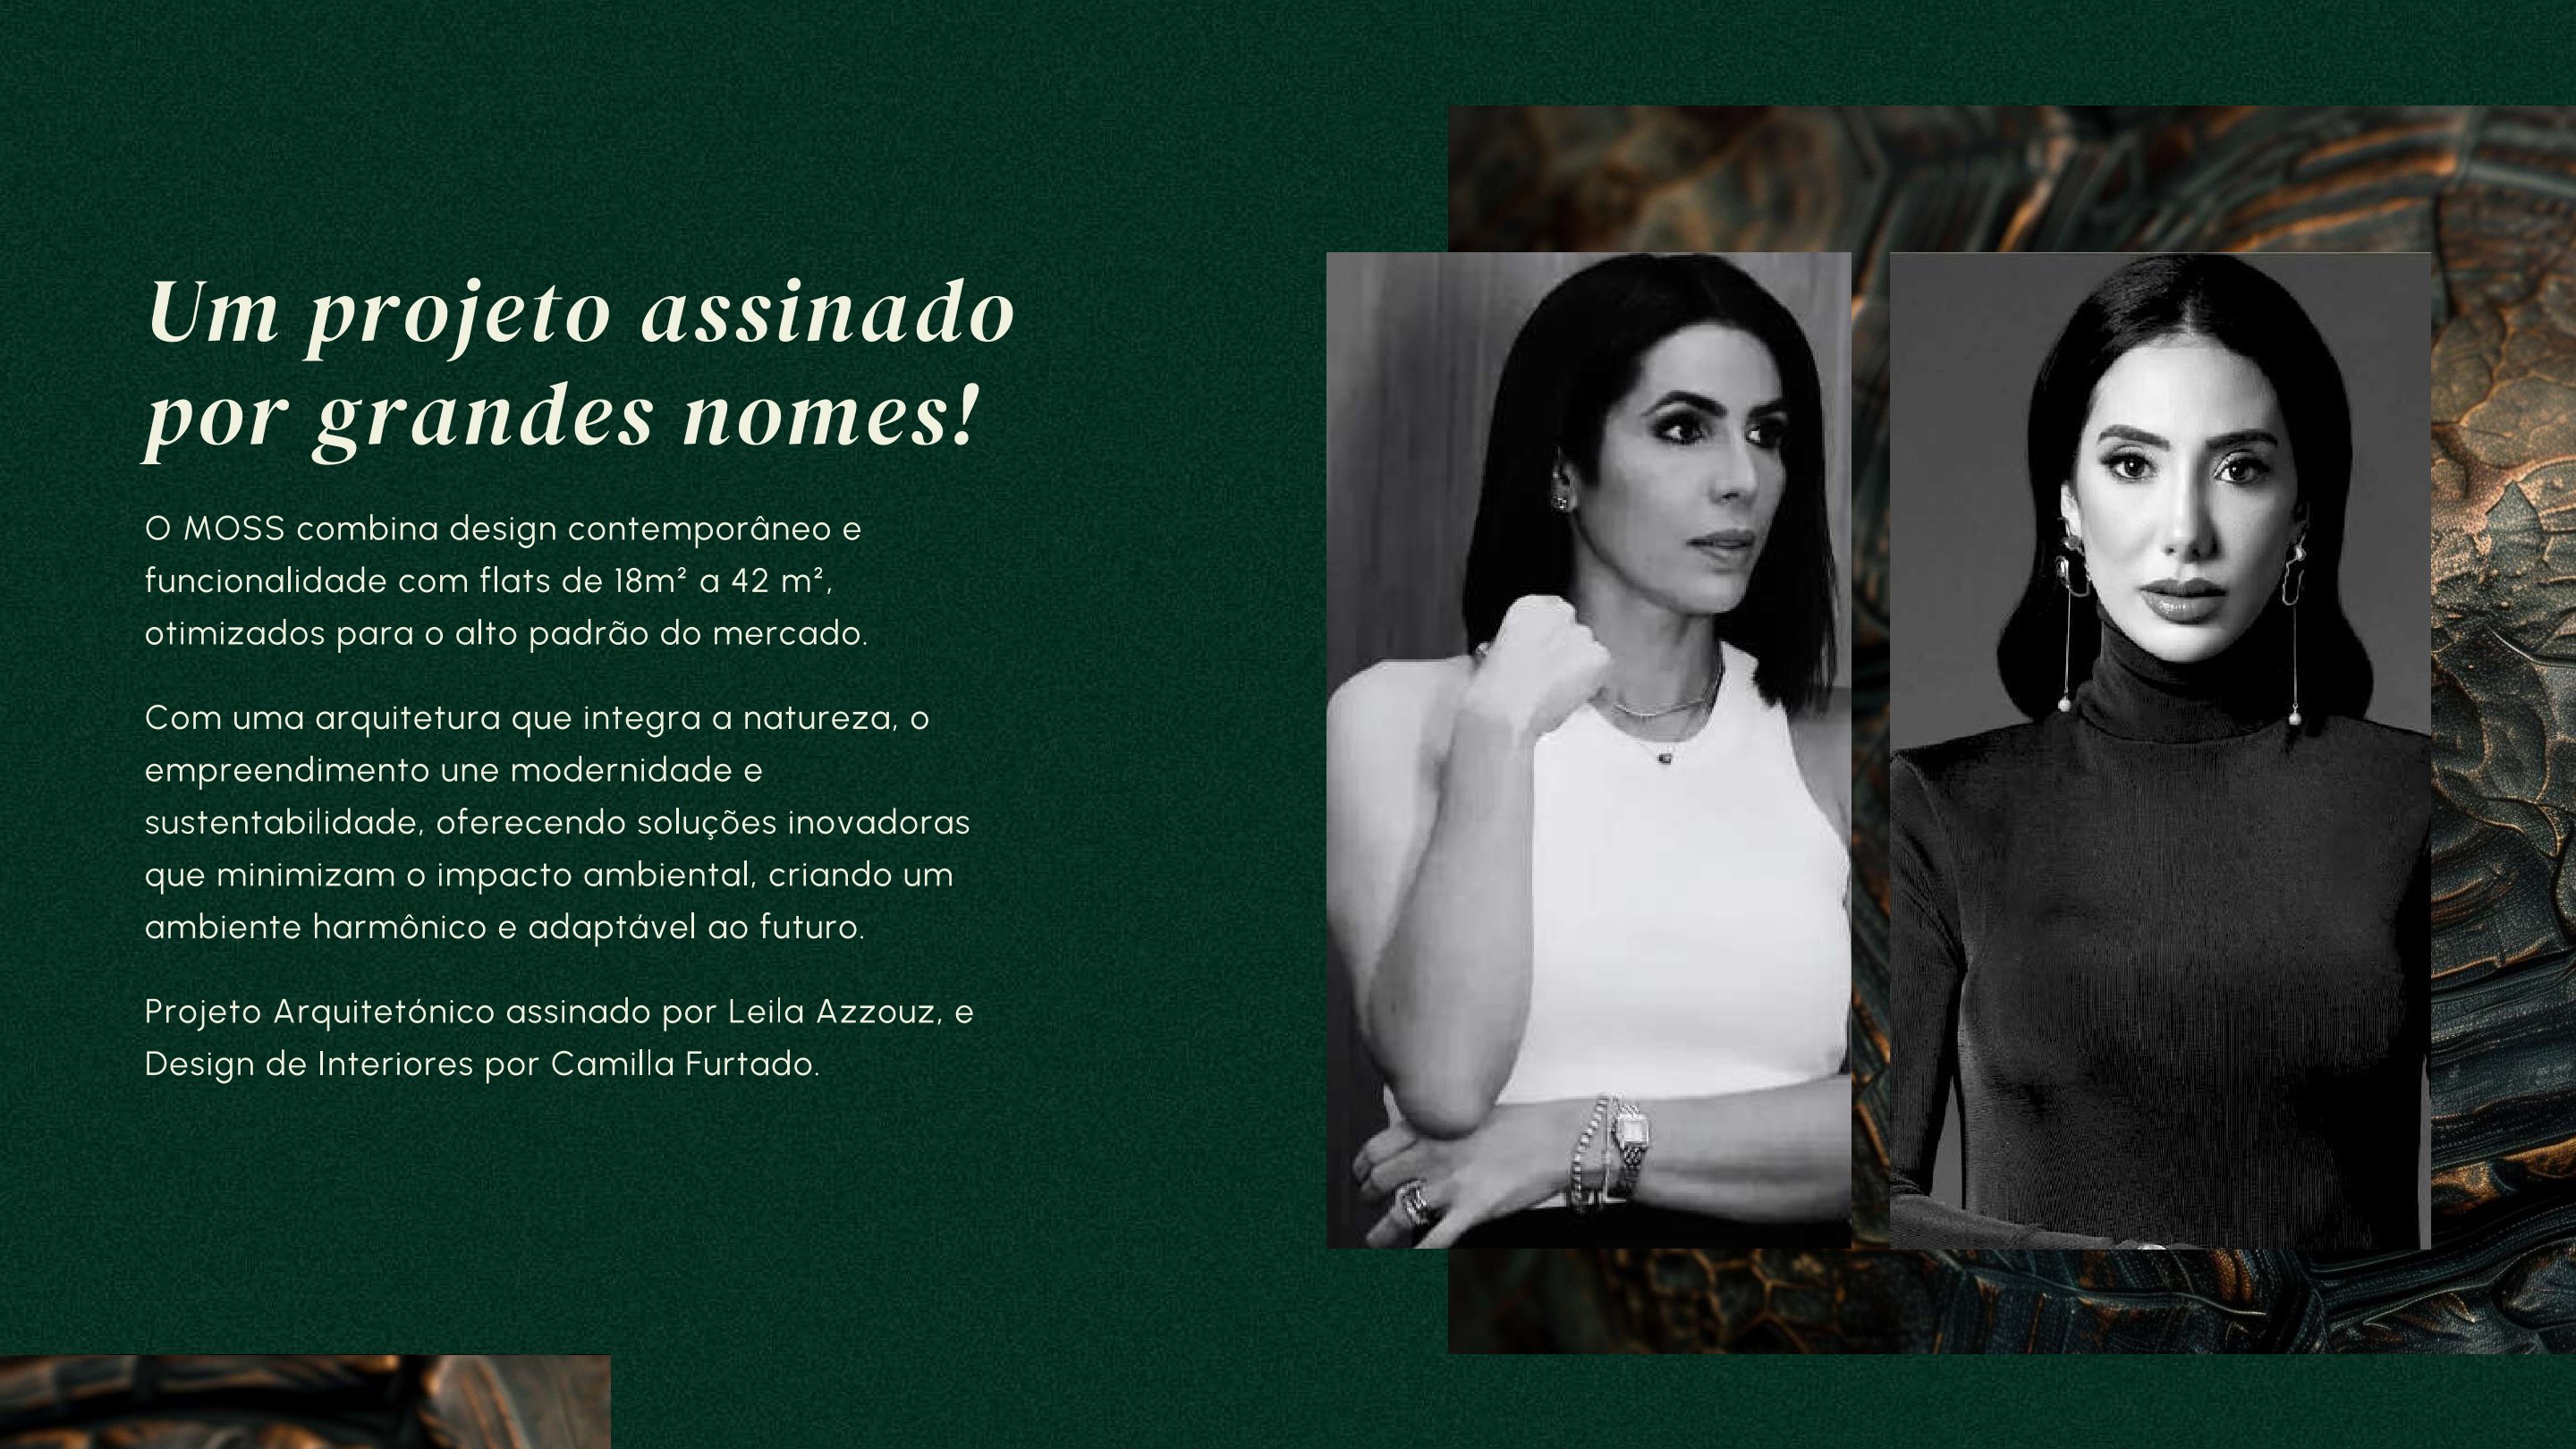 Um projeto assinado
por grandes nomes!
O MOSS combina design contemporâneo e
funcionalidade com flats de 18m² a 42 m²,
otimizados para o alto padrão do mercado.
Com uma arquitetura que integra a natureza, o
empreendimento une modernidade e
sustentabilidade, oferecendo soluções inovadoras
que minimizam o impacto ambiental, criando um
ambiente harmônico e adaptável ao futuro.
Projeto Arquitetónico assinado por Leila Azzouz, e
Design de Interiores por Camilla Furtado.